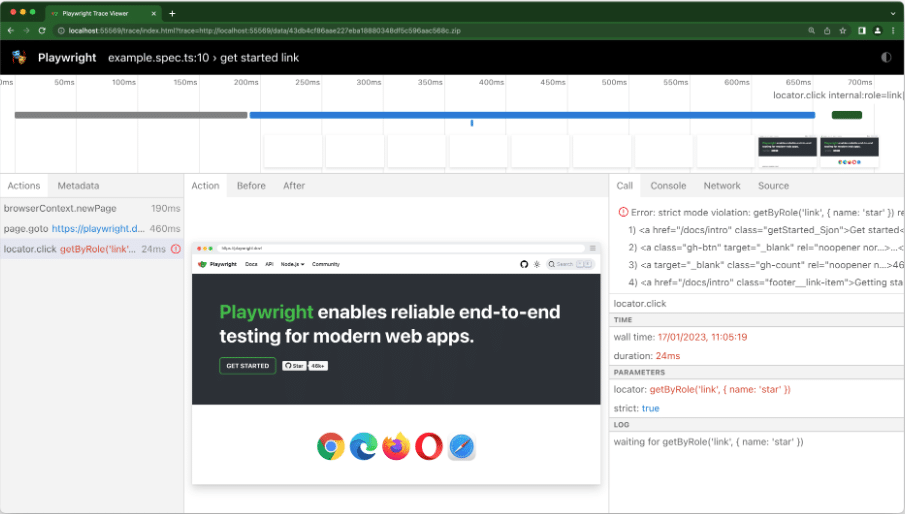 Playwright Trace Viewer
localhost:55569/trace/index.html?trace=http://localhost:55569/data/43db4cf86aae227eba18880348df5c596aac568c.zip
Playwright example.spec.ts:10 › get started link
0ms 50ms 100ms 150ms 200ms 250ms 300ms 350ms 400ms 450ms 500ms 550ms 600ms 650ms 700ms
locator.click internal:role=link[
Actions Metadata
browserContext.newPage 190ms
page.goto https://playwright.d... 460ms
locator.click getByRole('link'... 24ms
Action Before After
Playwright Docs API Node.js Community Search
Playwright enables reliable end-to-end
testing for modern web apps.
GET STARTED Star 46k+
Call Console Network Source
Error: strict mode violation: getByRole('link', { name: 'star' }) re
1) <a href="/docs/intro" class="getStarted_Sjon">Get started<
2) <a class="gh-btn" target="_blank" rel="noopener nor...>...<
3) <a target="_blank" class="gh-count" rel="noopener n...>46
4) <a href="/docs/intro" class="footer__link-item">Getting sta
locator.click
TIME
wall time: 17/01/2023, 11:05:19
duration: 24ms
PARAMETERS
locator: getByRole('link', { name: 'star' })
strict: true
LOG
waiting for getByRole('link', { name: 'star' })